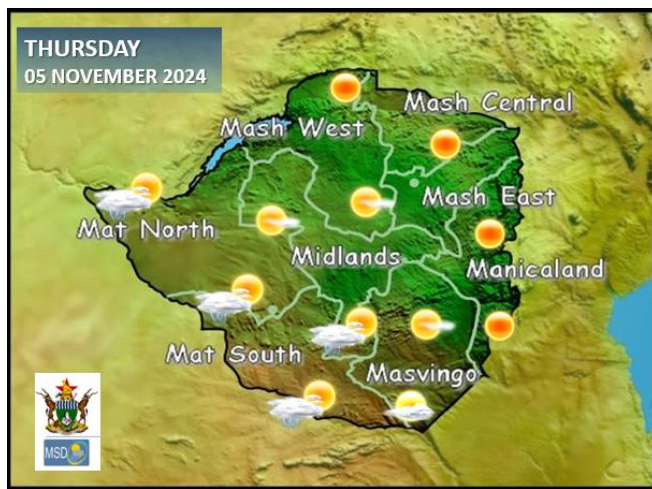 THURSDAY
05 NOVEMBER 2024
Mash Central
Mash West
Mash East
Mat North
Midlands
Manicaland
Mat South
Masvingo
MSD